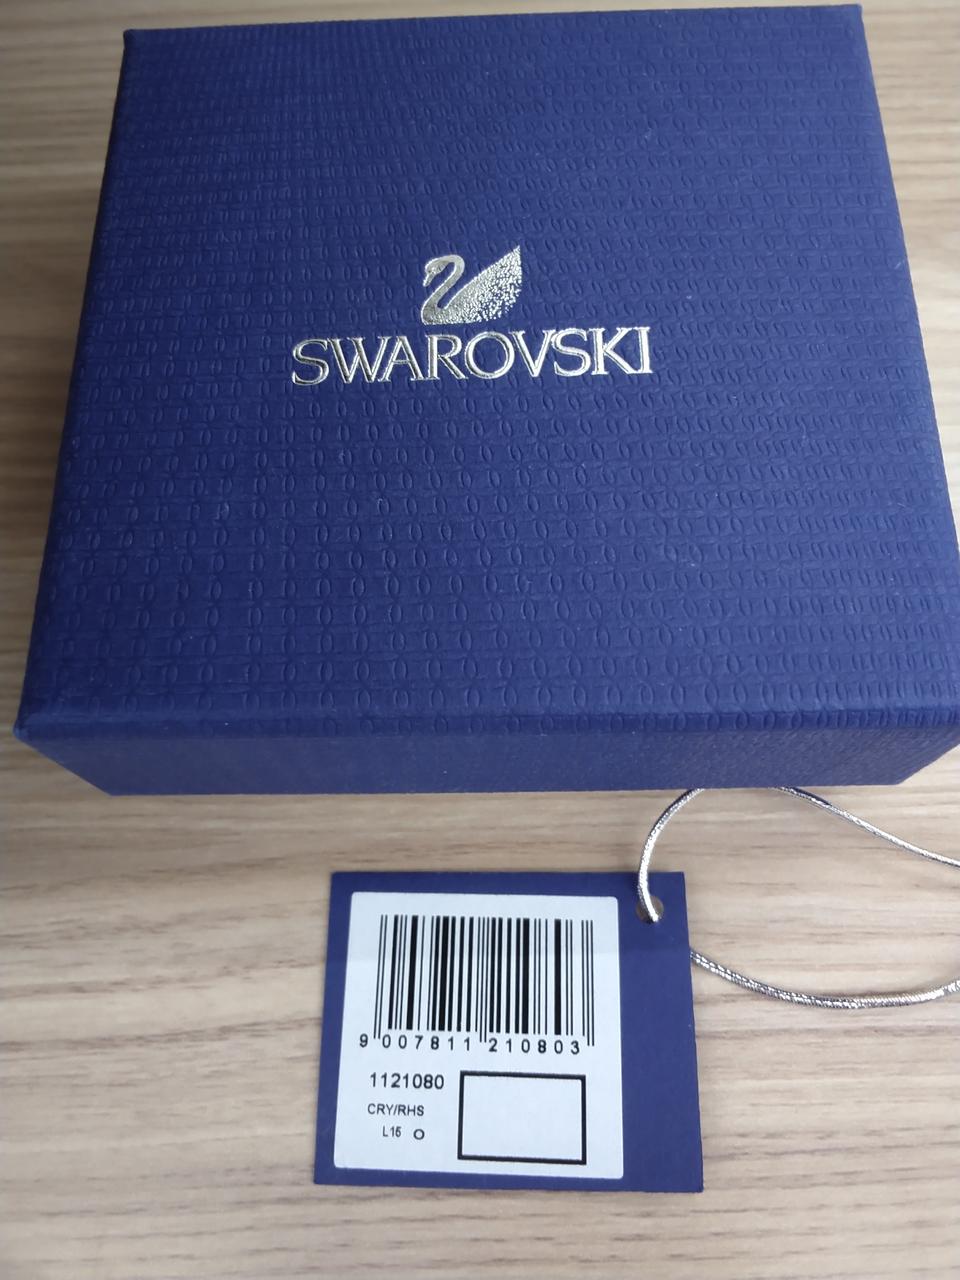 SWAROVSKI
9 007811 210803
1121080
CRY/RHS
L15 O